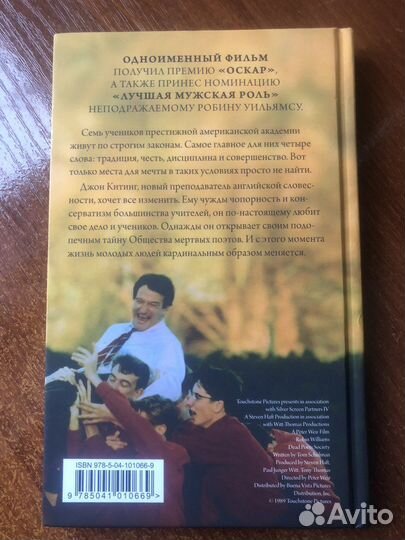 ОДНОИМЕННЫЙ ФИЛЬМ
ПОЛУЧИЛ ПРЕМИЮ «ОСКАР»,
А ТАКЖЕ ПРИНЕС НОМИНАЦИЮ
«ЛУЧШАЯ МУЖСКАЯ РОЛЬ»
НЕПОДРАЖАЕМОМУ РОБИНУ УИЛЬЯМСУ.
Семь учеников престижной американской академии
живут по строгим законам. Самое главное для них четыре
слова: традиция, честь, дисциплина и совершенство. Вот
только места для мечты в таких условиях просто не найти.
Джон Китинг, новый преподаватель английской словес-
ности, хочет все изменить. Ему чужды чопорность и кон-
серватизм большинства учителей, он по-настоящему любит
свое дело и учеников. Однажды он открывает своим подо-
печным тайну Общества мертвых поэтов. И с этого момента
жизнь молодых людей кардинальным образом меняется.
Touchstone Pictures presents in association
with Silver Screen Partners IV
A Steven Haft Production in association
with Witt-Thomas Productions
A Peter Weir Film
Robin Williams
Dead Poets Society
Written by Tom Schulman
Produced by Steven Haft,
Paul Junger Witt, Tony Thomas
Directed by Peter Weir
Distributed by Buena Vista Pictures
Distribution, Inc.
© 1989 Touchstone Pictures
ISBN 978-5-04-101066-9
9 785041 010669 >
Avito